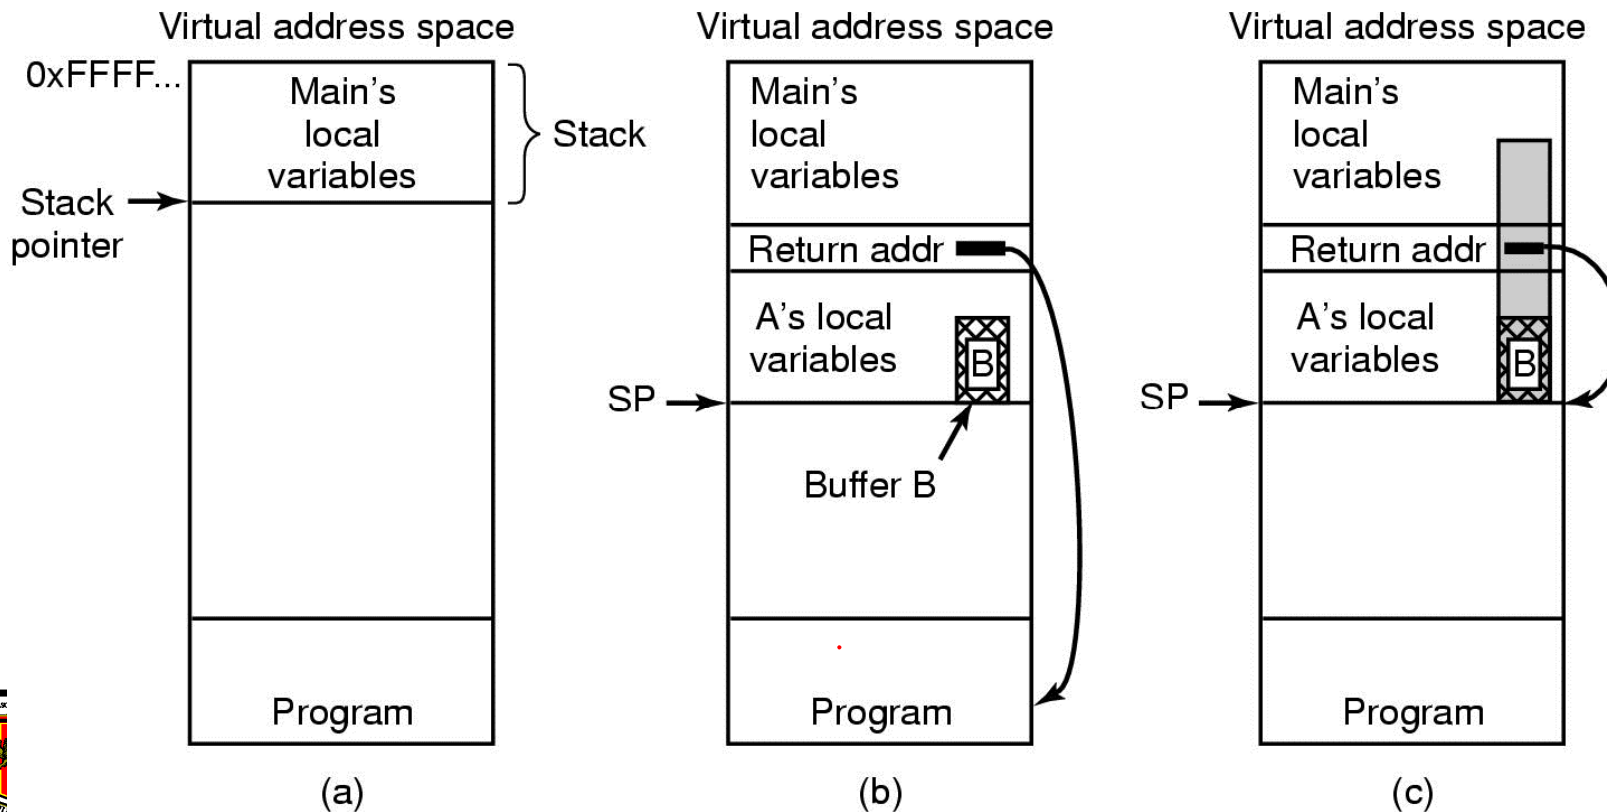 Virtual address space
0xFFFF...
Main's
local
variables
Stack
Stack
pointer
Program
(a)
Virtual address space
Main's
local
variables
Return addr
A's local
variables
B
SP
Buffer B
Program
(b)
Virtual address space
Main's
local
variables
Return addr
A's local
variables
B
SP
Program
(c)